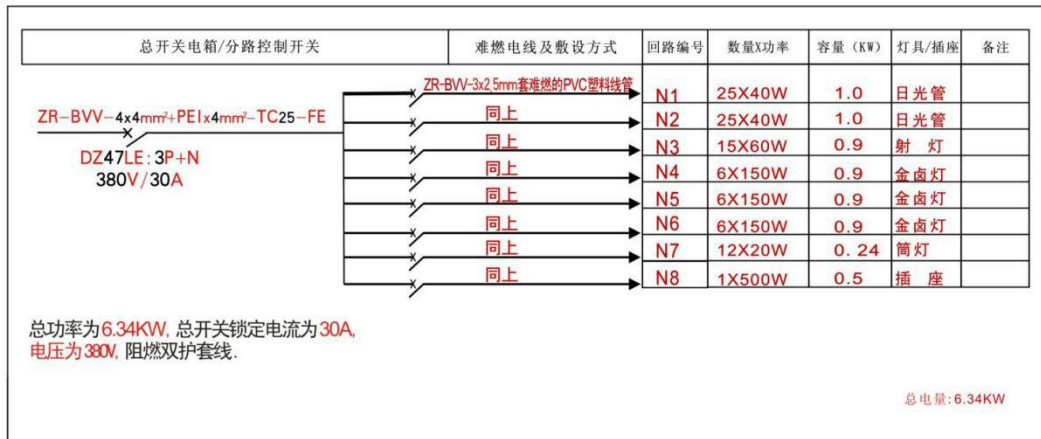 总开关电箱/分路控制开关 难燃电线及敷设方式 回路编号 数量X功率 容量（KW） 灯具/插座 备注
ZR-BVV-3x2,5mm套难燃的PVC塑料线管 N1 25X40W 1.0 日光管
ZR-BVV-4x4mm²+PEIx4mm²-TC25-FE
同上 N2 25X40W 1.0 日光管
DZ47LE: 3P+N
380V/30A
同上 N3 15X60W 0.9 射 灯
同上 N4 6X150W 0.9 金卤灯
同上 N5 6X150W 0.9 金卤灯
同上 N6 6X150W 0.9 金卤灯
同上 N7 12X20W 0.24 筒灯
同上 N8 1X500W 0.5 插 座
总功率为6.34KW, 总开关锁定电流为30A,
电压为380V, 阻燃双护套线.
总电量:6.34KW